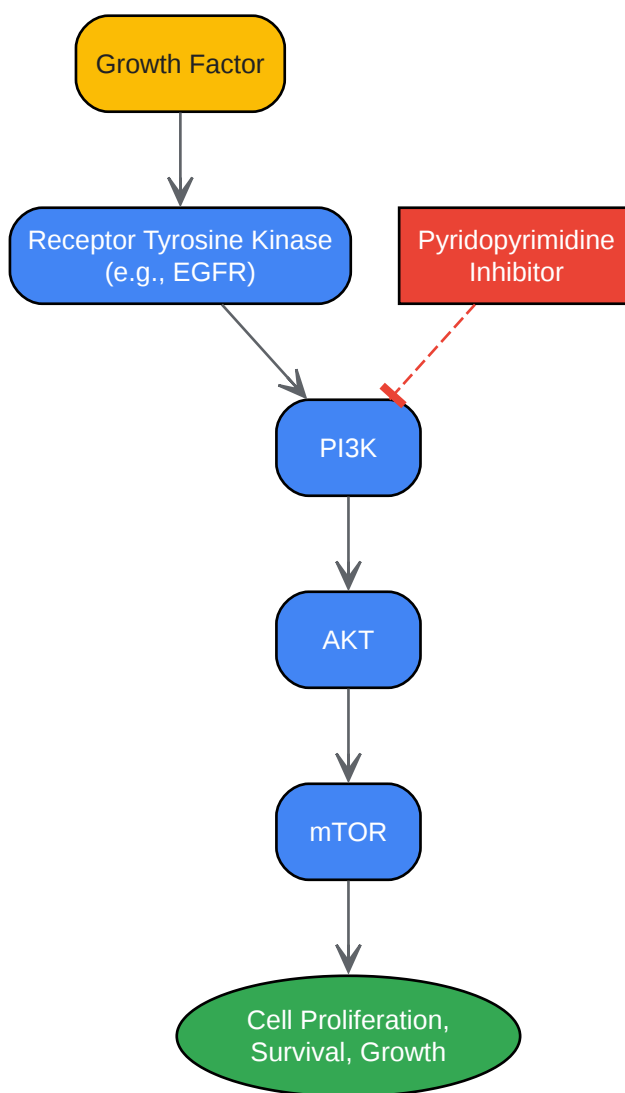 Growth Factor
Receptor Tyrosine Kinase
(e.g., EGFR)
Pyridopyrimidine
Inhibitor
PI3K
AKT
mTOR
Cell Proliferation,
Survival, Growth